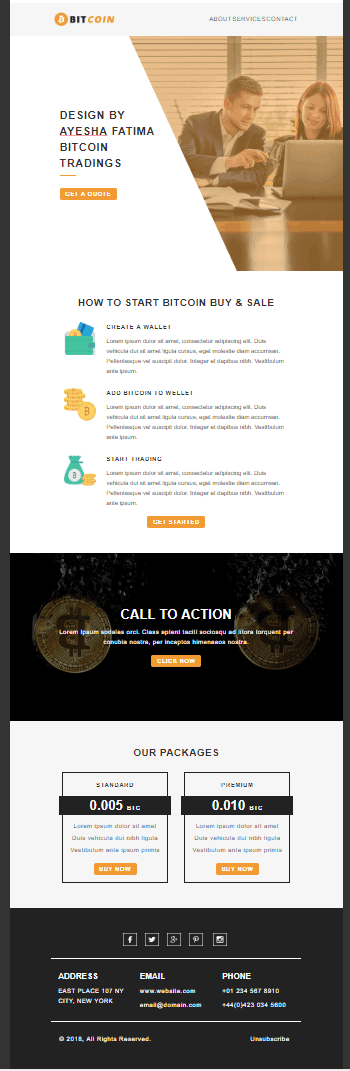 BITCOIN
ABOUTSERVICESCONTACT
DESIGN BY
AYESHA FATIMA
BITCOIN
TRADINGS
GET A QUOTE
HOW TO START BITCOIN BUY & SALE
CREATE A WALLET
Lorem ipsum dolor sit amet, consectetur adipiscing elit. Duis
vehicula dui sit amet ligula cursus, eget molestie diam accumsan.
Pellentesque vel suscipit dolor. Integer et dapibus nibh. Vestibulum
ante ipsum.
ADD BITCOIN TO WELLET
Lorem ipsum dolor sit amet, consectetur adipiscing elit. Duis
vehicula dui sit amet ligula cursus, eget molestie diam accumsan.
Pellentesque vel suscipit dolor. Integer et dapibus nibh. Vestibulum
ante ipsum.
START TRADING
Lorem ipsum dolor sit amet, consectetur adipiscing elit. Duis
vehicula dui sit amet ligula cursus, eget molestie diam accumsan.
Pellentesque vel suscipit dolor. Integer et dapibus nibh. Vestibulum
ante ipsum.
GET STARTED
CALL TO ACTION
Lorem ipsum sodales orci. Class aptent taciti sociosqu ad litora torquent per
conubia nostra, per inceptos himenaeos nostra.
CLICK NOW
OUR PACKAGES
STANDARD
0.005 BTC
Lorem ipsum dolor sit amet
Duis vehicula dui nibh ligula
Vestibulum ante ipsum primis
BUY NOW
PREMIUM
0.010 BTC
Lorem ipsum dolor sit amet
Duis vehicula dui nibh ligula
Vestibulum ante ipsum primis
BUY NOW
ADDRESS
EAST PLACE 107 NY
CITY, NEW YORK
EMAIL
www.website.com
email@domain.com
PHONE
+01 234 567 8910
+44(0)423 034 5600
© 2018, All Rights Reserved.
Unsubscribe